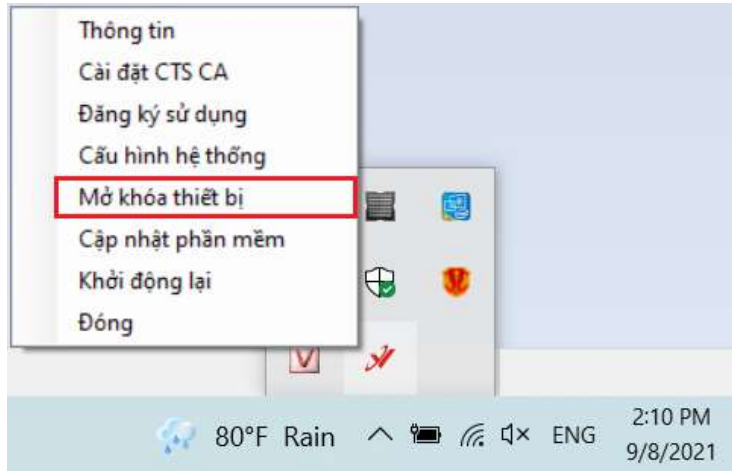 Thông tin
Cài đặt CTS CA
Đăng ký sử dụng
Cấu hình hệ thống
Mở khóa thiết bị
Cập nhật phần mềm
Khởi động lại
Đóng
80°F Rain ENG 2:10 PM
9/8/2021